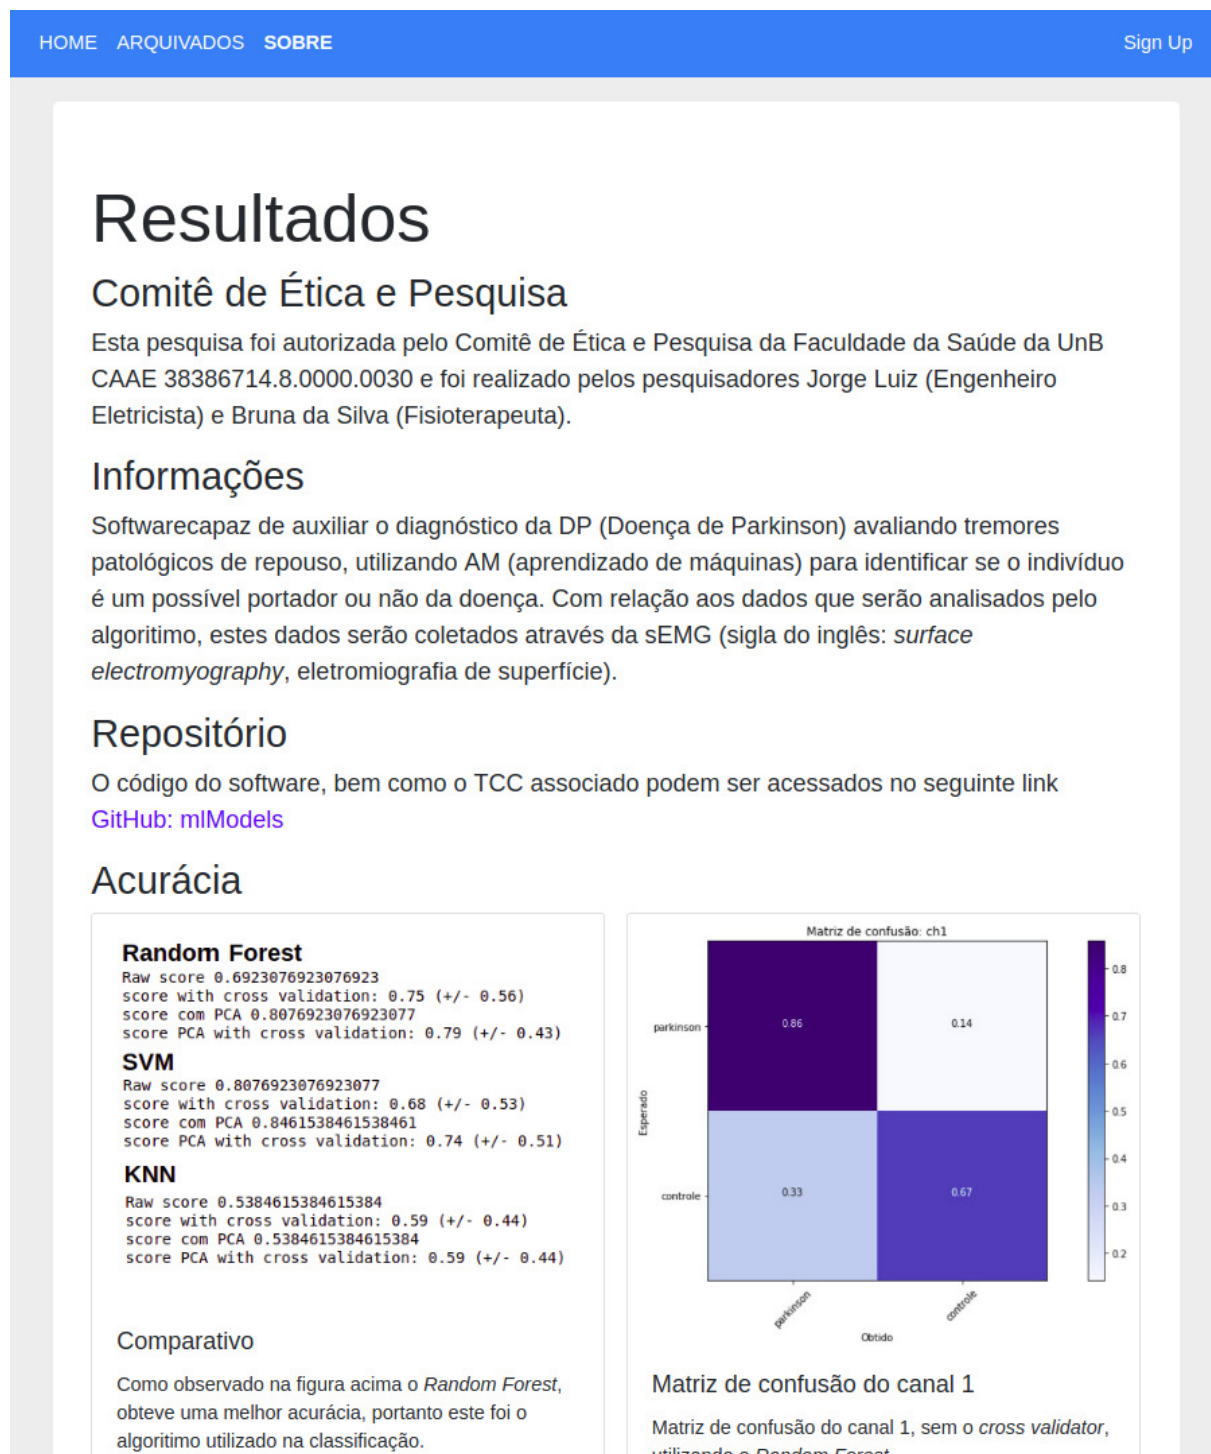 HOME ARQUIVADOS SOBRE Sign Up
Resultados
Comitê de Ética e Pesquisa
Esta pesquisa foi autorizada pelo Comitê de Ética e Pesquisa da Faculdade da Saúde da UnB
CAAE 38386714.8.0000.0030 e foi realizado pelos pesquisadores Jorge Luiz (Engenheiro
Eletricista) e Bruna da Silva (Fisioterapeuta).
Informações
Softwarecapaz de auxiliar o diagnóstico da DP (Doença de Parkinson) avaliando tremores
patológicos de repouso, utilizando AM (aprendizado de máquinas) para identificar se o indivíduo
é um possível portador ou não da doença. Com relação aos dados que serão analisados pelo
algoritimo, estes dados serão coletados através da sEMG (sigla do inglês: surface
electromyography, eletromiografia de superfície).
Repositório
O código do software, bem como o TCC associado podem ser acessados no seguinte link
GitHub: mlModels
Acurácia
Random Forest
Raw score 0.6923076923076923
score with cross validation: 0.75 (+/- 0.56)
score com PCA 0.8076923076923077
score PCA with cross validation: 0.79 (+/- 0.43)
SVM
Raw score 0.8076923076923077
score with cross validation: 0.68 (+/- 0.53)
score com PCA 0.8461538461538461
score PCA with cross validation: 0.74 (+/- 0.51)
KNN
Raw score 0.5384615384615384
score with cross validation: 0.59 (+/- 0.44)
score com PCA 0.5384615384615384
score PCA with cross validation: 0.59 (+/- 0.44)
Comparativo
Como observado na figura acima o Random Forest,
obteve uma melhor acurácia, portanto este foi o
algoritimo utilizado na classificação.
Matriz de confusão: ch1
Esperado
parkinson
0.86 0.14
controle
0.33 0.67
parkinson controle
Obtido
0.8
0.7
0.6
0.5
0.4
0.3
0.2
Matriz de confusão do canal 1
Matriz de confusão do canal 1, sem o cross validator,
utilizando o Random Forest